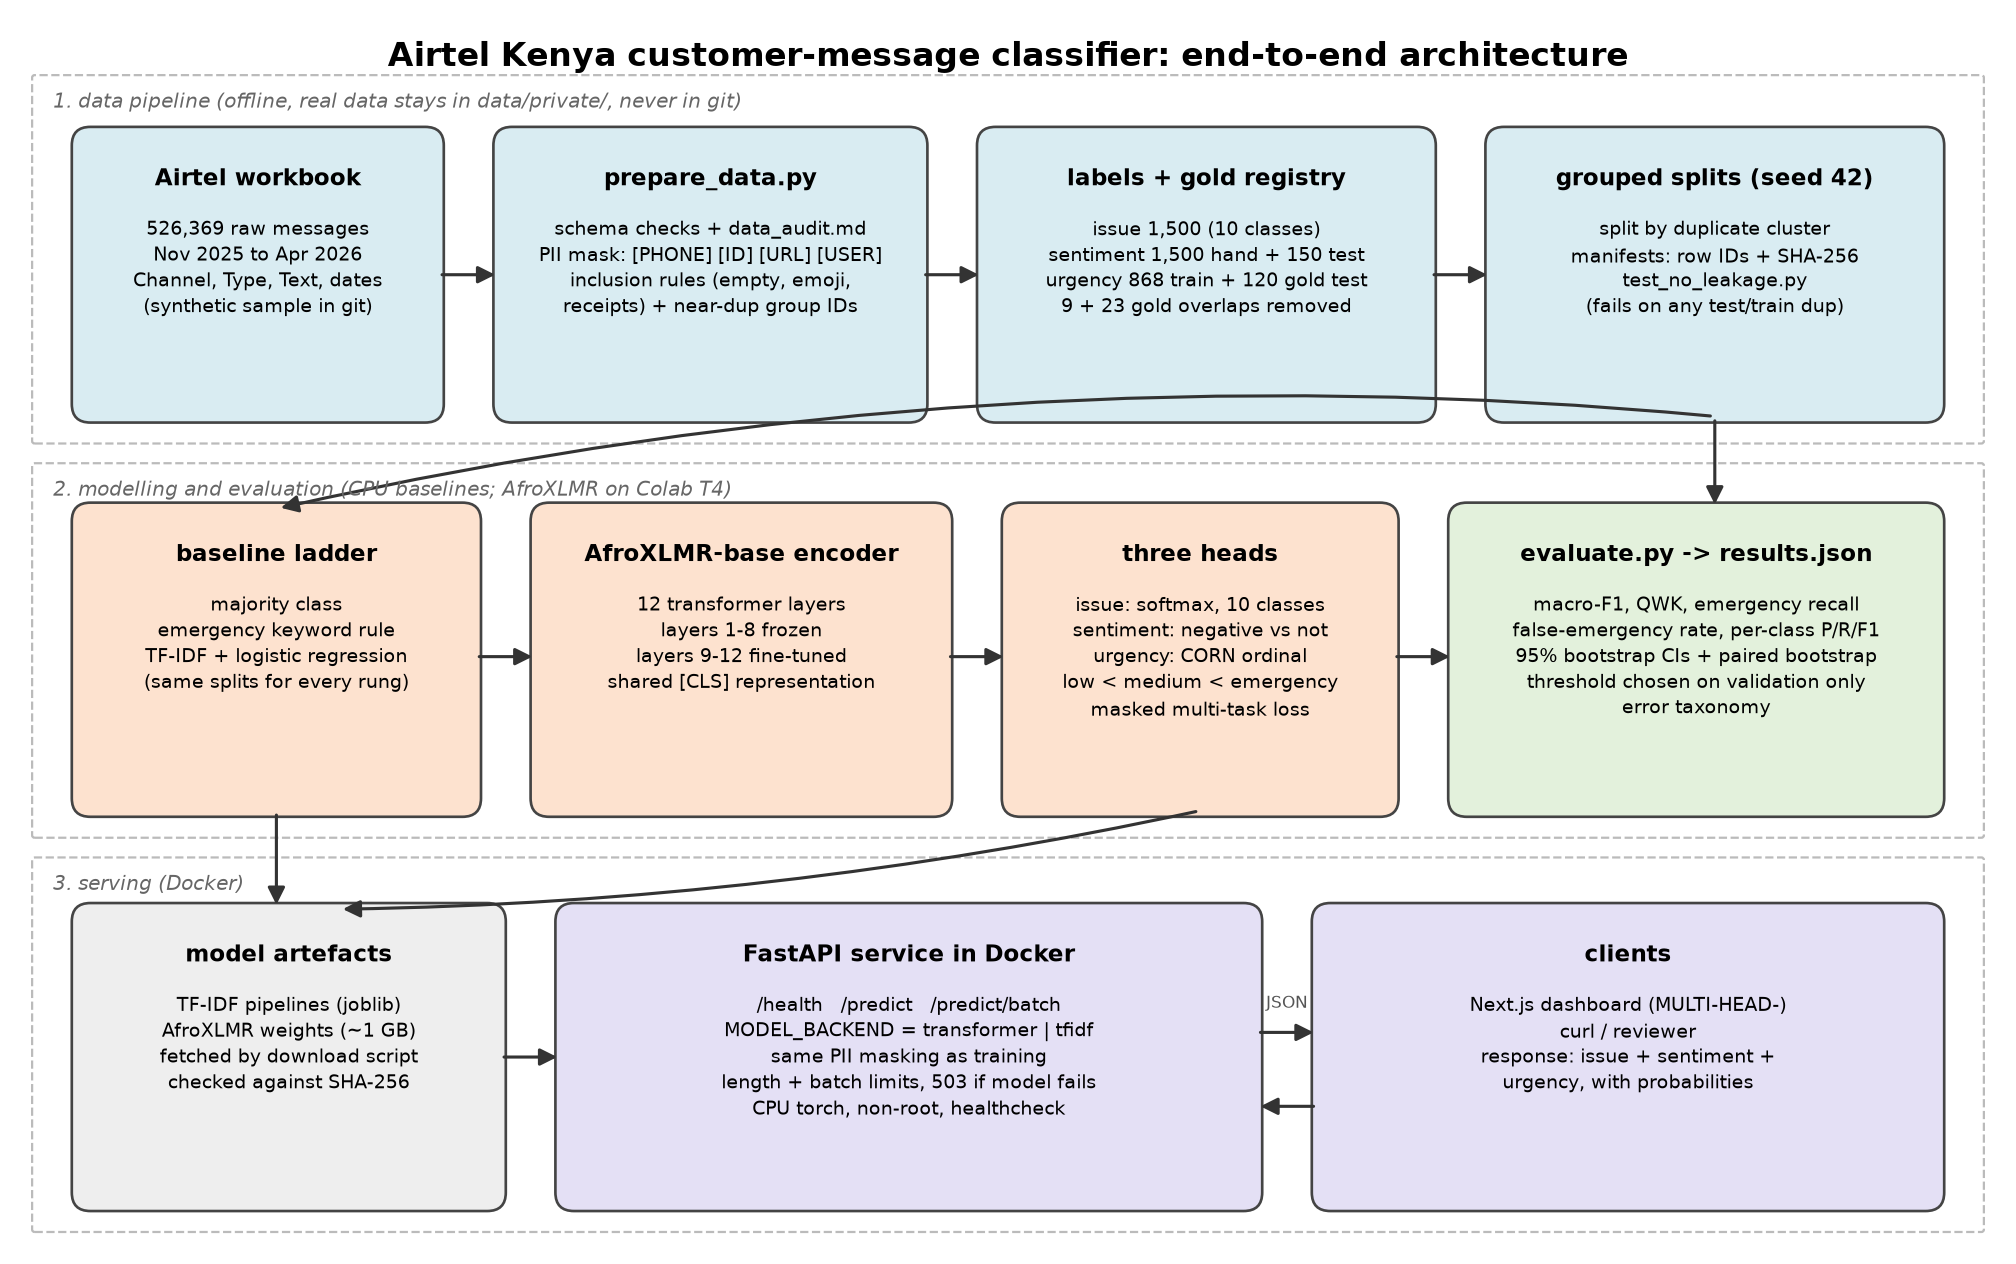 Airtel Kenya customer-message classifier: end-to-end architecture
1. data pipeline (offline, real data stays in data/private/, never in git)
Airtel workbook
526,369 raw messages
Nov 2025 to Apr 2026
Channel, Type, Text, dates
(synthetic sample in git)
prepare_data.py
schema checks + data_audit.md
PII mask: [PHONE] [ID] [URL] [USER]
inclusion rules (empty, emoji,
receipts) + near-dup group IDs
labels + gold registry
issue 1,500 (10 classes)
sentiment 1,500 hand + 150 test
urgency 868 train + 120 gold test
9 + 23 gold overlaps removed
grouped splits (seed 42)
split by duplicate cluster
manifests: row IDs + SHA-256
test_no_leakage.py
(fails on any test/train dup)
2. modelling and evaluation (CPU baselines; AfroXLMR on Colab T4)
baseline ladder
majority class
emergency keyword rule
TF-IDF + logistic regression
(same splits for every rung)
AfroXLMR-base encoder
12 transformer layers
layers 1-8 frozen
layers 9-12 fine-tuned
shared [CLS] representation
three heads
issue: softmax, 10 classes
sentiment: negative vs not
urgency: CORN ordinal
low < medium < emergency
masked multi-task loss
evaluate.py -> results.json
macro-F1, QWK, emergency recall
false-emergency rate, per-class P/R/F1
95% bootstrap CIs + paired bootstrap
threshold chosen on validation only
error taxonomy
3. serving (Docker)
model artefacts
TF-IDF pipelines (joblib)
AfroXLMR weights (~1 GB)
fetched by download script
checked against SHA-256
FastAPI service in Docker
/health /predict /predict/batch
MODEL_BACKEND = transformer | tfidf
same PII masking as training
length + batch limits, 503 if model fails
CPU torch, non-root, healthcheck
JSON
clients
Next.js dashboard (MULTI-HEAD-)
curl / reviewer
response: issue + sentiment +
urgency, with probabilities